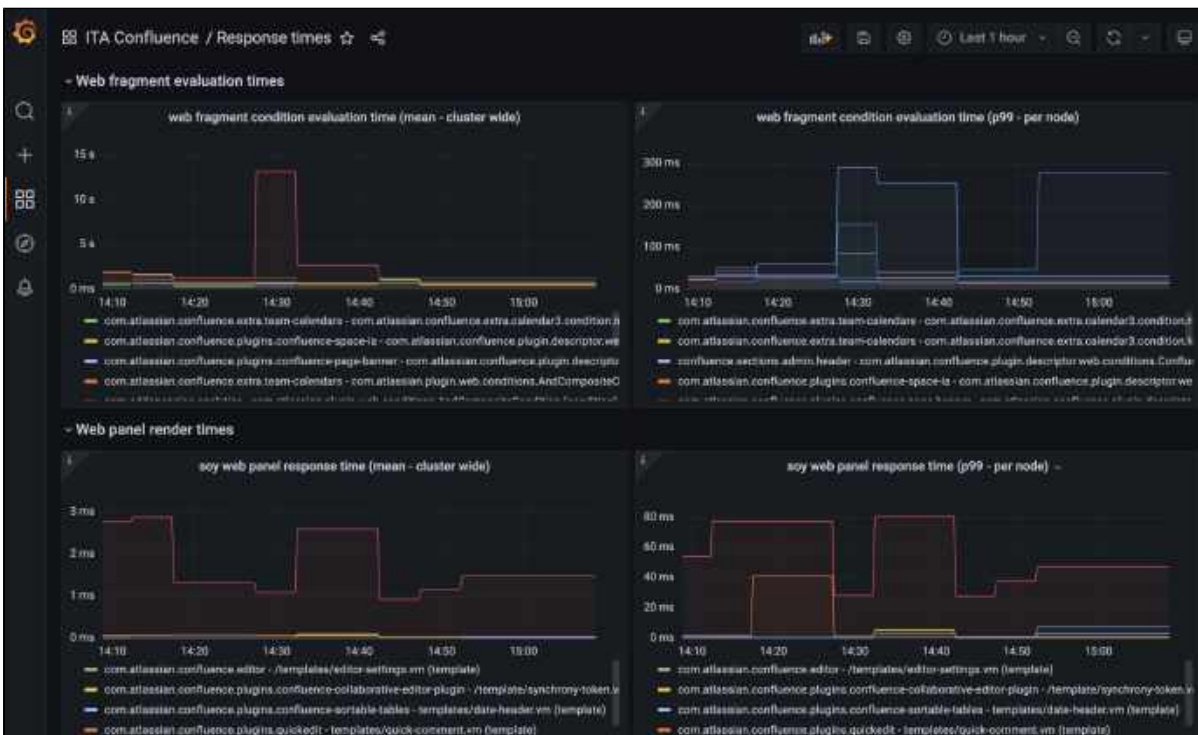 ITA Confluence / Response times
Last 1 hour
Web fragment evaluation times
web fragment condition evaluation time (mean - cluster wide)
15 s
10 s
5 s
0 ms
14:10 14:20 14:30 14:40 14:50 15:00
com.atlassian.confluence.extra.team-calendars - com.atlassian.confluence.extra.calendar3.condition.
com.atlassian.confluence.plugins.confluence-space-ia - com.atlassian.confluence.plugin.descriptor.we
com.atlassian.confluence.plugins.confluence-page-banner - com.atlassian.confluence.plugin.descripto
com.atlassian.confluence.extra.team-calendars - com.atlassian.plugin.web.conditions.AndCompositeC
web fragment condition evaluation time (p99 - per node)
300 ms
200 ms
100 ms
0 ms
14:10 14:20 14:30 14:40 14:50 15:00
com.atlassian.confluence.extra.team-calendars - com.atlassian.confluence.extra.calendar3.condition.
com.atlassian.confluence.extra.team-calendars - com.atlassian.confluence.extra.calendar3.condition.
confluence.sections.admin.header - com.atlassian.confluence.plugin.descriptor.web.conditions.Conflue
com.atlassian.confluence.plugins.confluence-space-ia - com.atlassian.confluence.plugin.descriptor.we
Web panel render times
soy web panel response time (mean - cluster wide)
3 ms
2 ms
1 ms
0 ms
14:10 14:20 14:30 14:40 14:50 15:00
com.atlassian.confluence.editor - /templates/editor-settings.vm (template)
com.atlassian.confluence.plugins.confluence-collaborative-editor-plugin - /template/synchrony-token.v
com.atlassian.confluence.plugins.confluence-sortable-tables - templates/date-header.vm (template)
com.atlassian.confluence.plugins.quickedit - templates/quick-comment.vm (template)
soy web panel response time (p99 - per node)
80 ms
60 ms
40 ms
20 ms
0 ms
14:10 14:20 14:30 14:40 14:50 15:00
com.atlassian.confluence.editor - /templates/editor-settings.vm (template)
com.atlassian.confluence.plugins.confluence-collaborative-editor-plugin - /template/synchrony-token.v
com.atlassian.confluence.plugins.confluence-sortable-tables - templates/date-header.vm (template)
com.atlassian.confluence.plugins.quickedit - templates/quick-comment.vm (template)